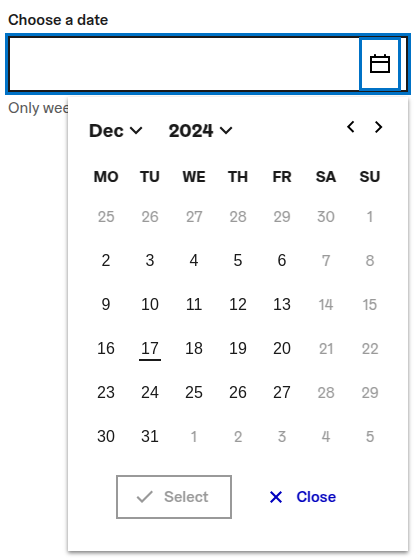 Choose a date
Only wee
Dec 2024
MO TU WE TH FR SA SU
25 26 27 28 29 30 1
2 3 4 5 6 7 8
9 10 11 12 13 14 15
16 17 18 19 20 21 22
23 24 25 26 27 28 29
30 31 1 2 3 4 5
Select Close